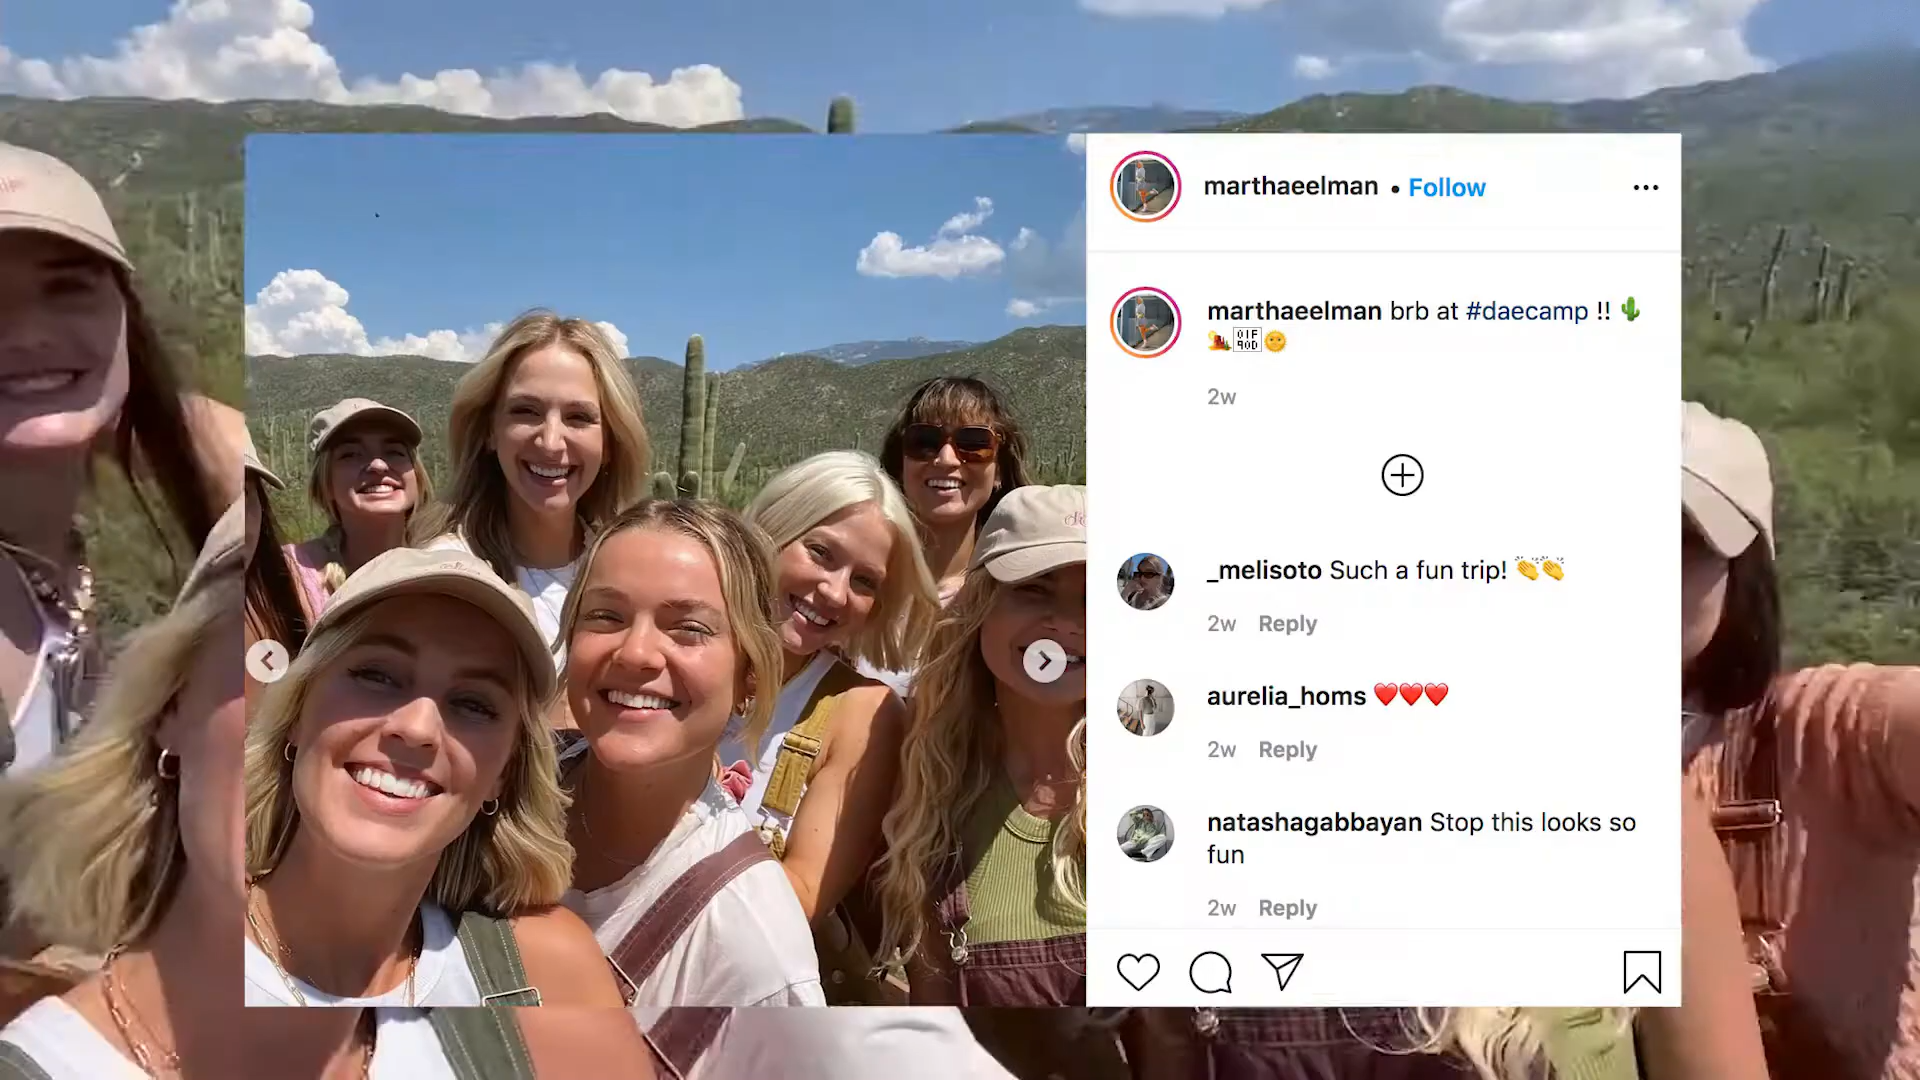 marthaeelman • Follow
marthaeelman brb at #daecamp !! 🌵
🏜️01F90D🌞
2w
_melisoto Such a fun trip! 👏👏
2w Reply
aurelia_homs ❤️❤️❤️
2w Reply
natashagabbayan Stop this looks so
fun
2w Reply